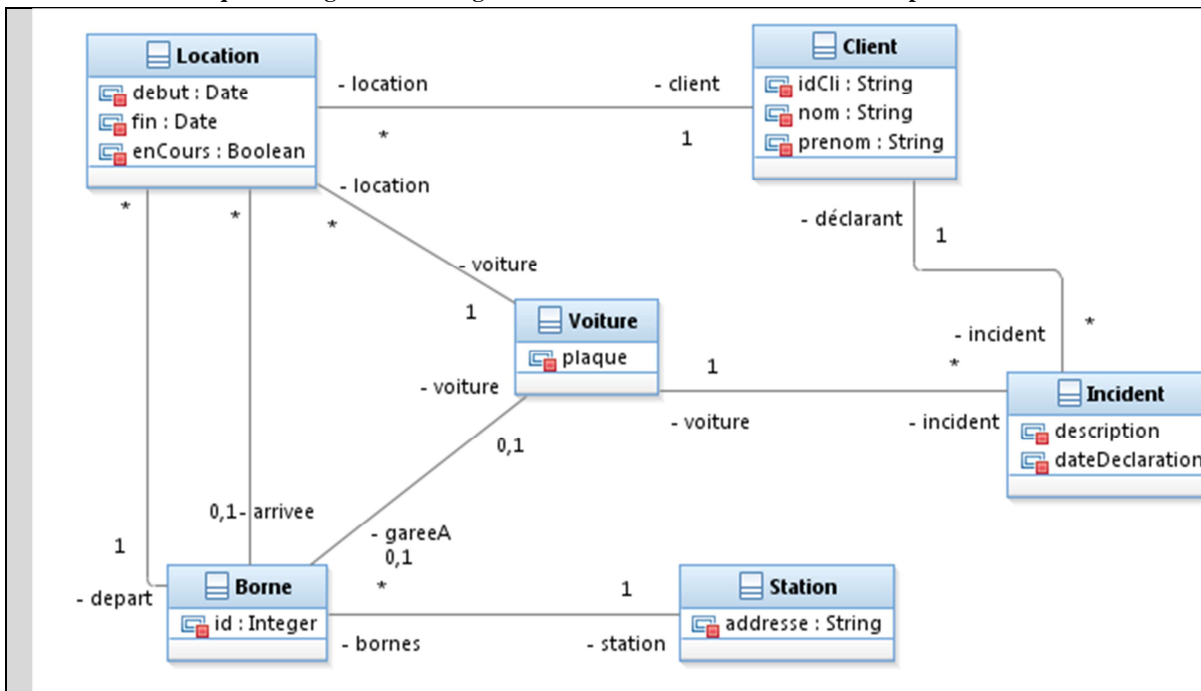 Location
debut : Date
fin : Date
enCours : Boolean
Client
idCli : String
nom : String
prenom : String
- location
- client
*
1
- location
*
*
*
- déclarant
1
- voiture
1
Voiture
plaque
*
- incident
- voiture
1
*
- voiture
- incident
Incident
description
dateDeclaration
0,1
0,1- arrivee
- gareeA
0,1
1
- depart
Borne
id : Integer
*
1
- bornes
- station
Station
addresse : String